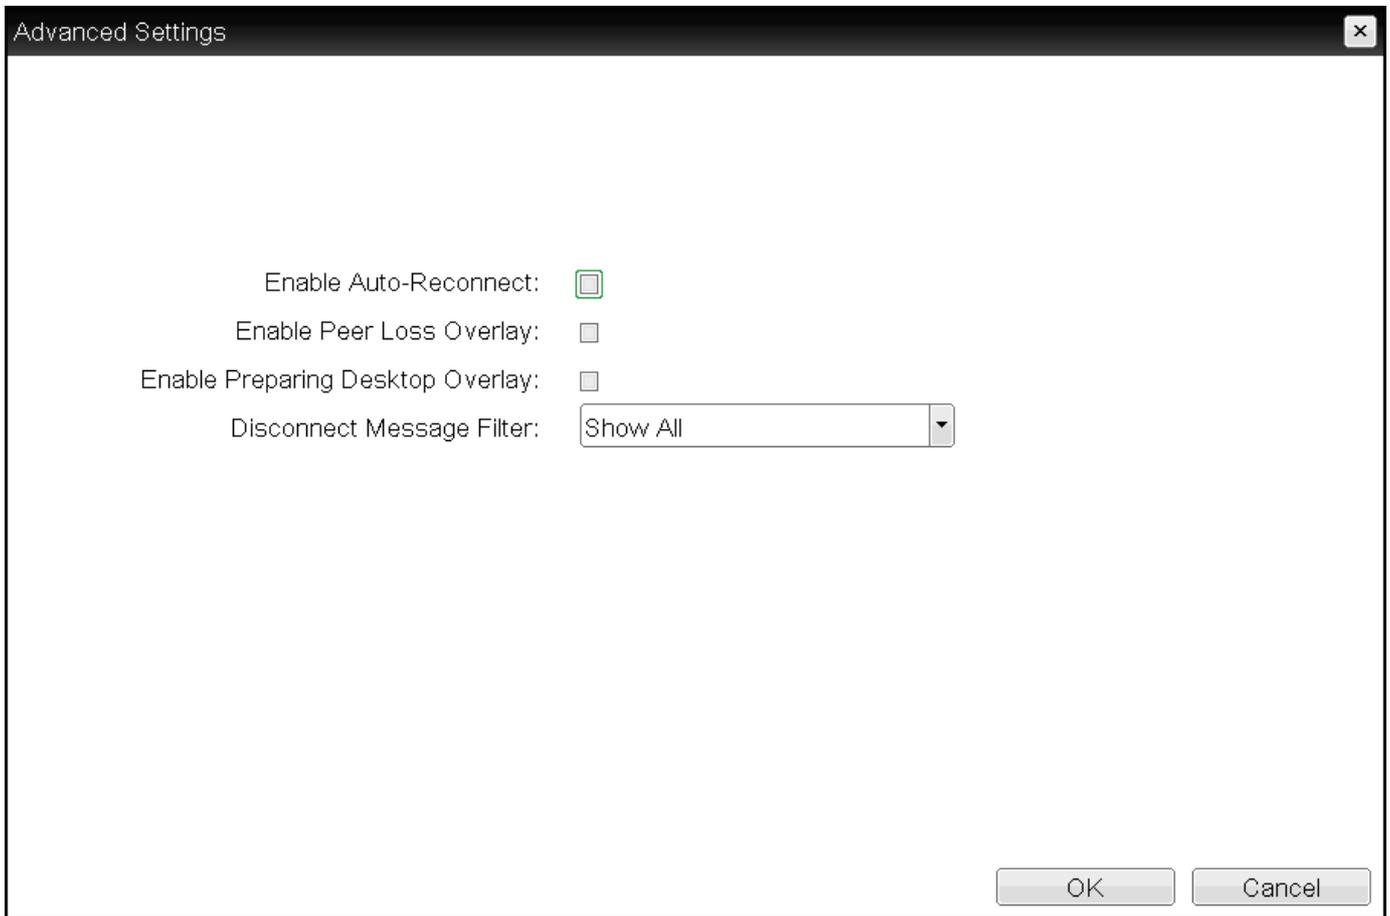 Advanced Settings
Enable Auto-Reconnect:
Enable Peer Loss Overlay:
Enable Preparing Desktop Overlay:
Disconnect Message Filter: Show All
OK Cancel